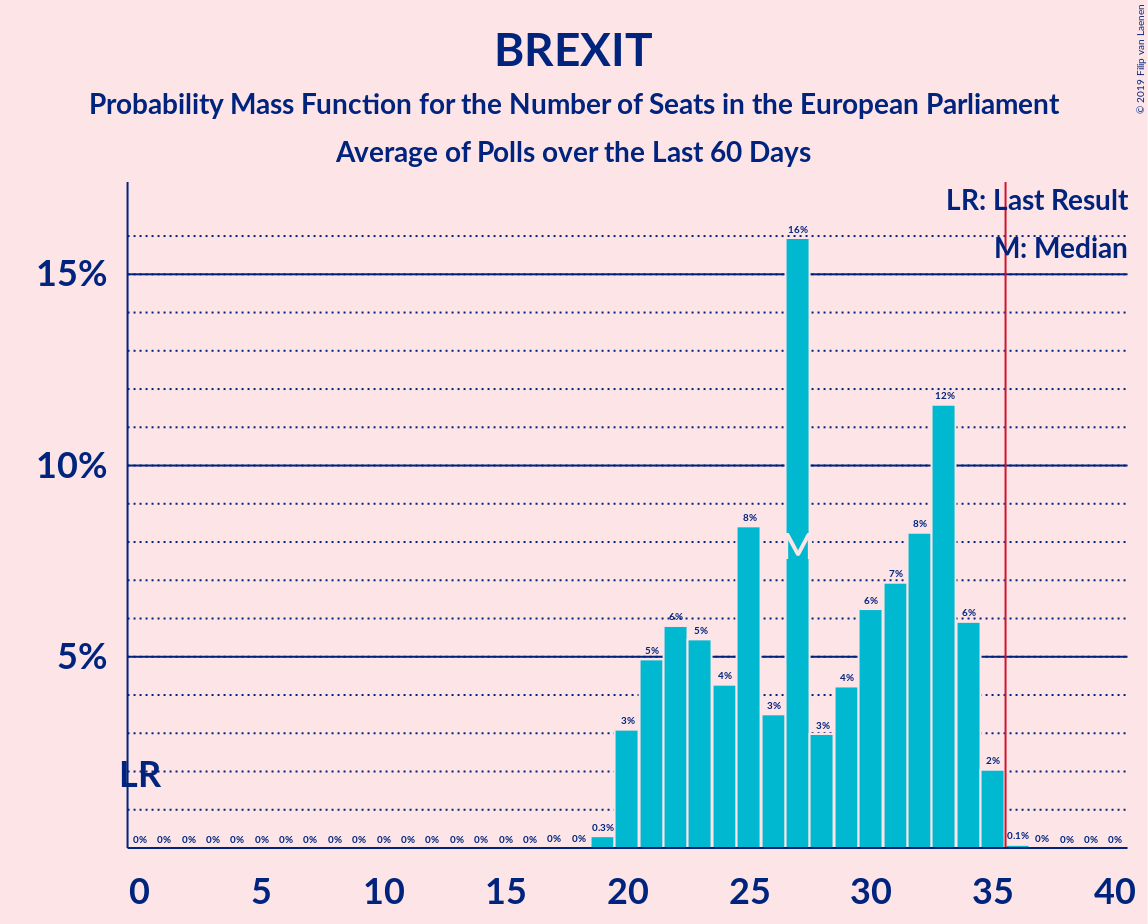 BREXIT
Probability Mass Function for the Number of Seats in the European Parliament
Average of Polls over the Last 60 Days
© 2019 Filip van Laenen
LR: Last Result
M: Median
15%
10%
5%
16%
12%
8%
8%
7%
6%
6%
6%
5%
5%
4%
4%
3%
3%
3%
2%
M
LR
0% 0% 0% 0% 0% 0% 0% 0% 0% 0% 0% 0% 0% 0% 0% 0% 0% 0% 0% 0.3% 0.1% 0% 0% 0% 0%
0 5 10 15 20 25 30 35 40